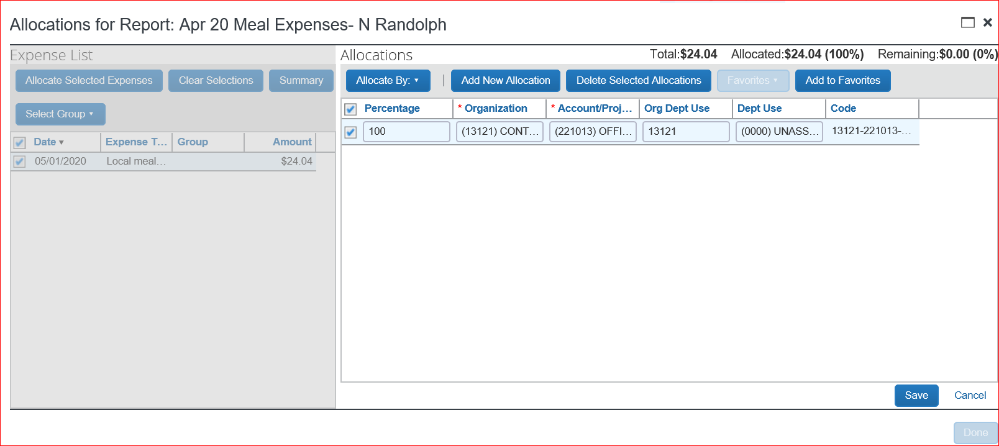 Allocations for Report: Apr 20 Meal Expenses- N Randolph
Expense List
Allocate Selected Expenses Clear Selections Summary
Select Group ▾
Date ▾ Expense T... Group Amount
05/01/2020 Local meal... $24.04
Allocations Total:$24.04 Allocated:$24.04 (100%) Remaining:$0.00 (0%)
Allocate By: ▾ | Add New Allocation Delete Selected Allocations Favorites ▾ Add to Favorites
Percentage * Organization * Account/Proj... Org Dept Use Dept Use Code
100 (13121) CONT... (221013) OFFI... 13121 (0000) UNASS... 13121-221013-...
Save Cancel
Done